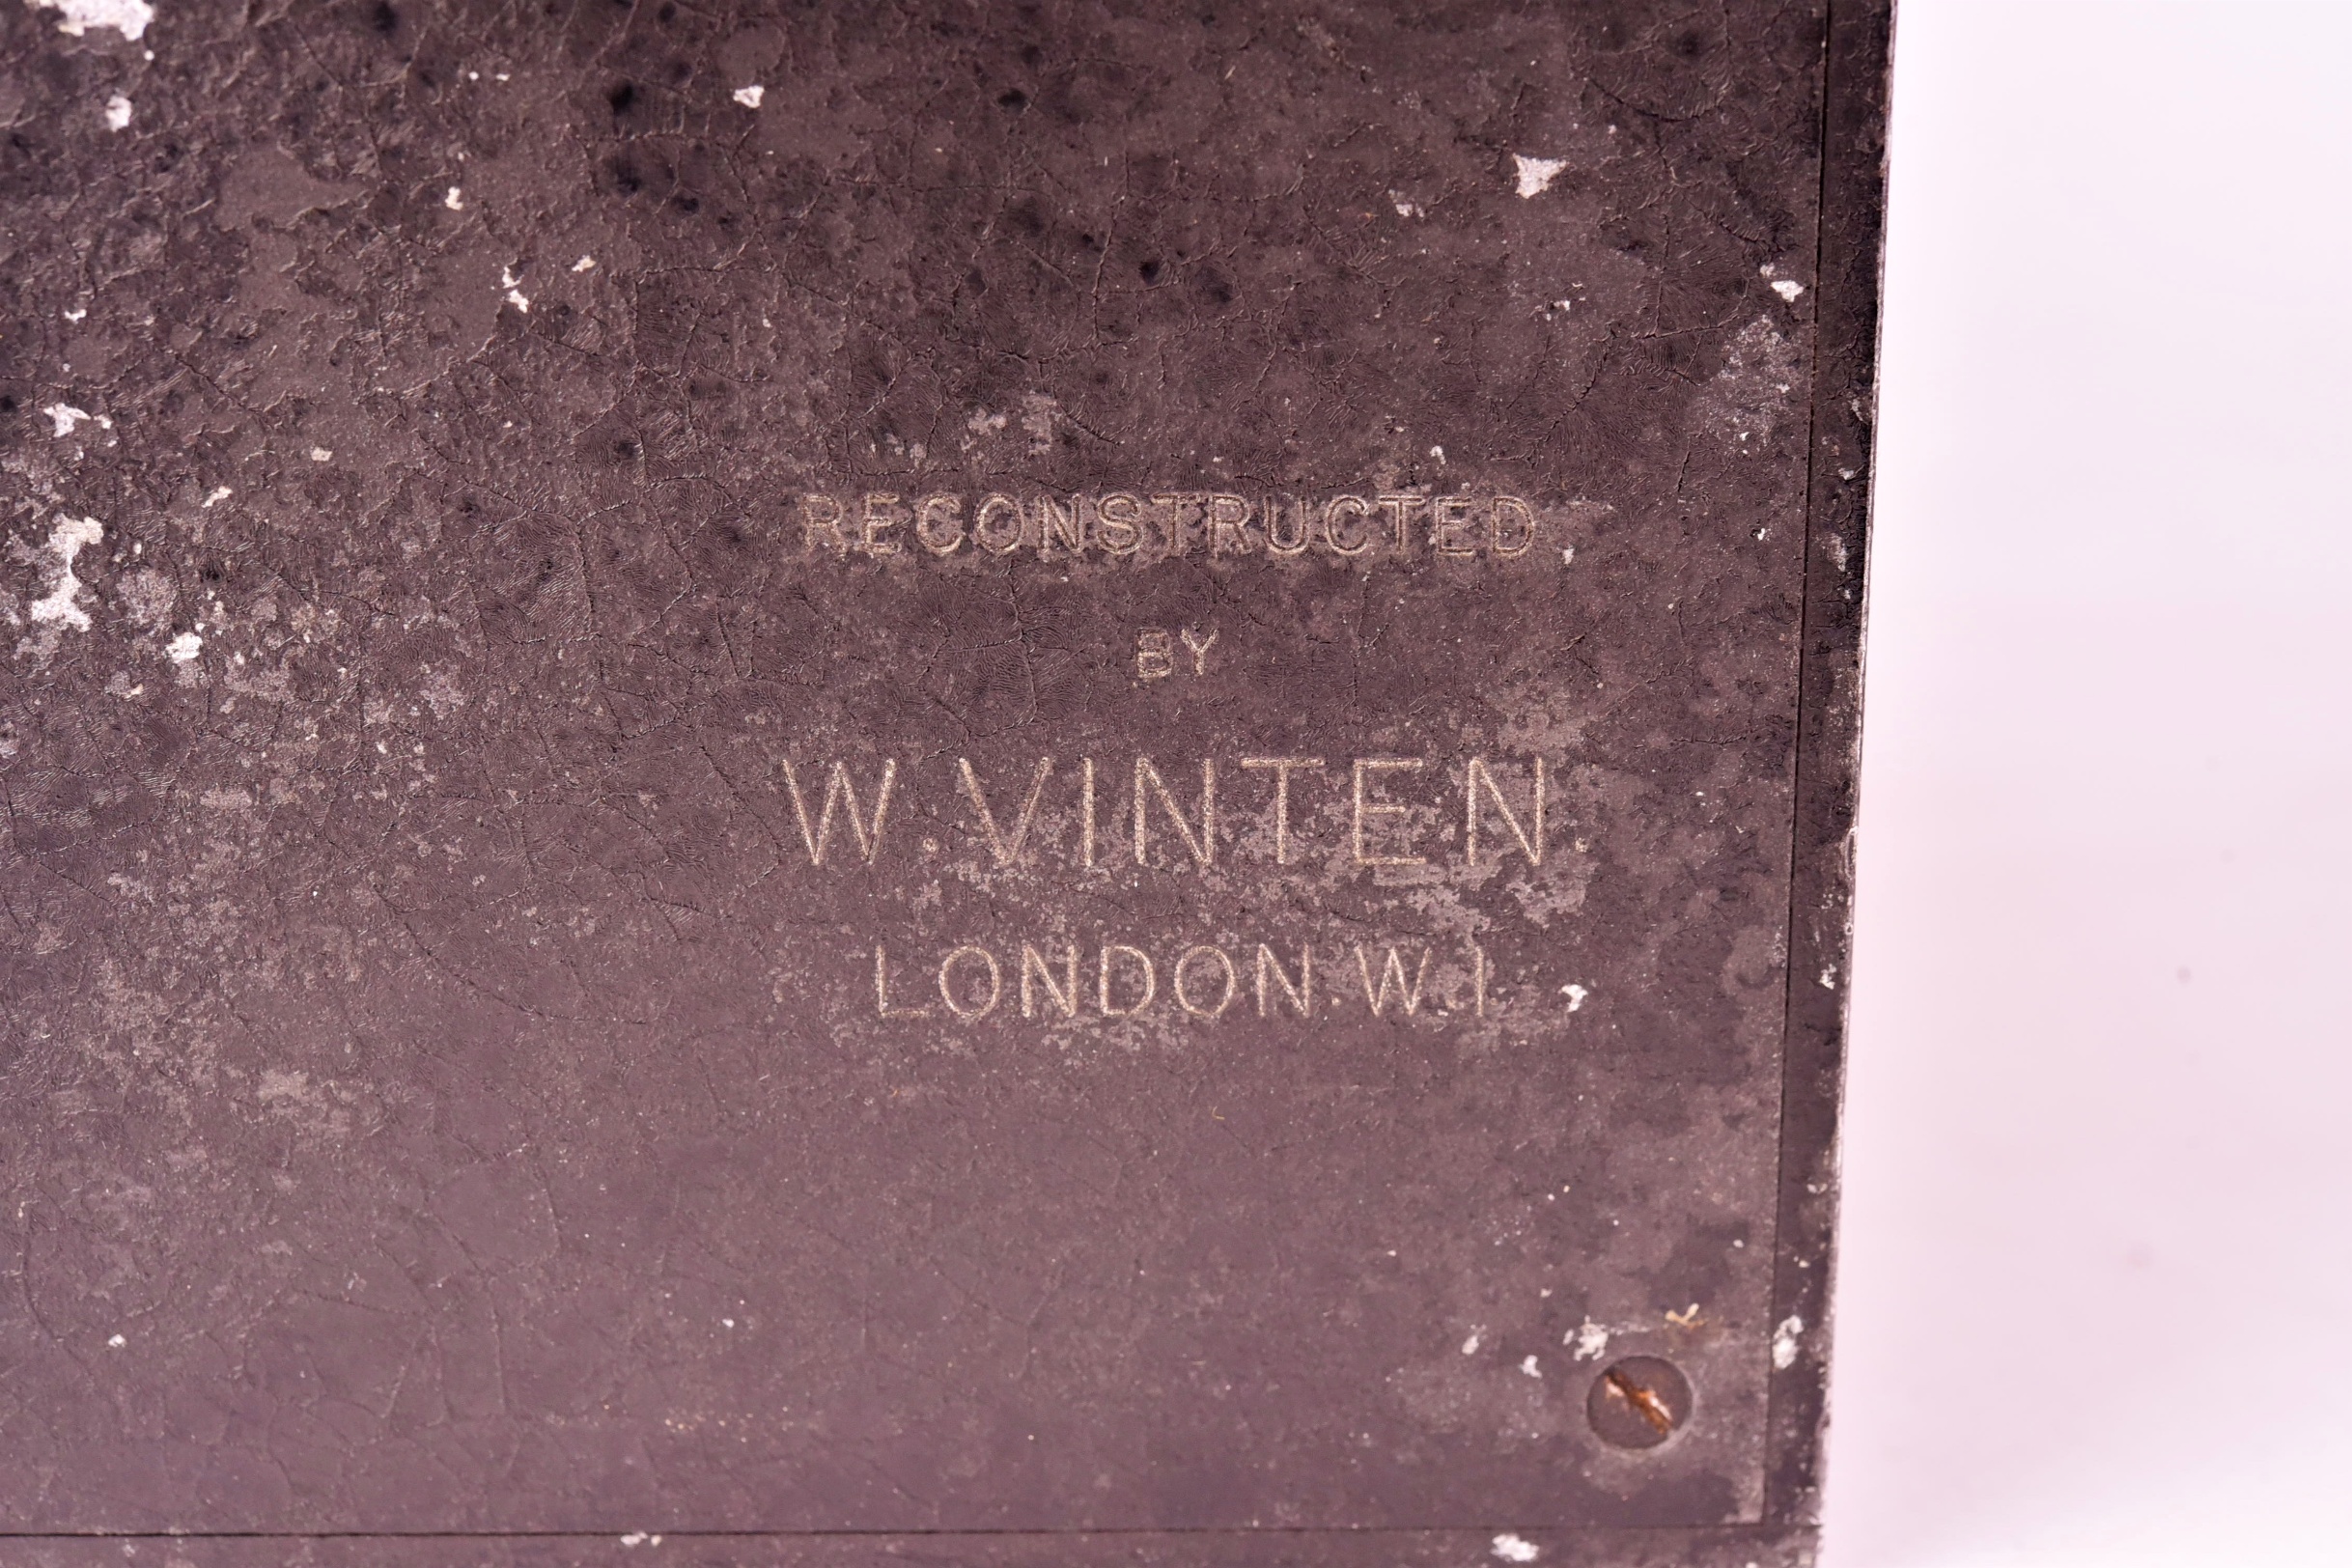 RECONSTRUCTED
BY
W. VINTEN.
LONDON. W.1.